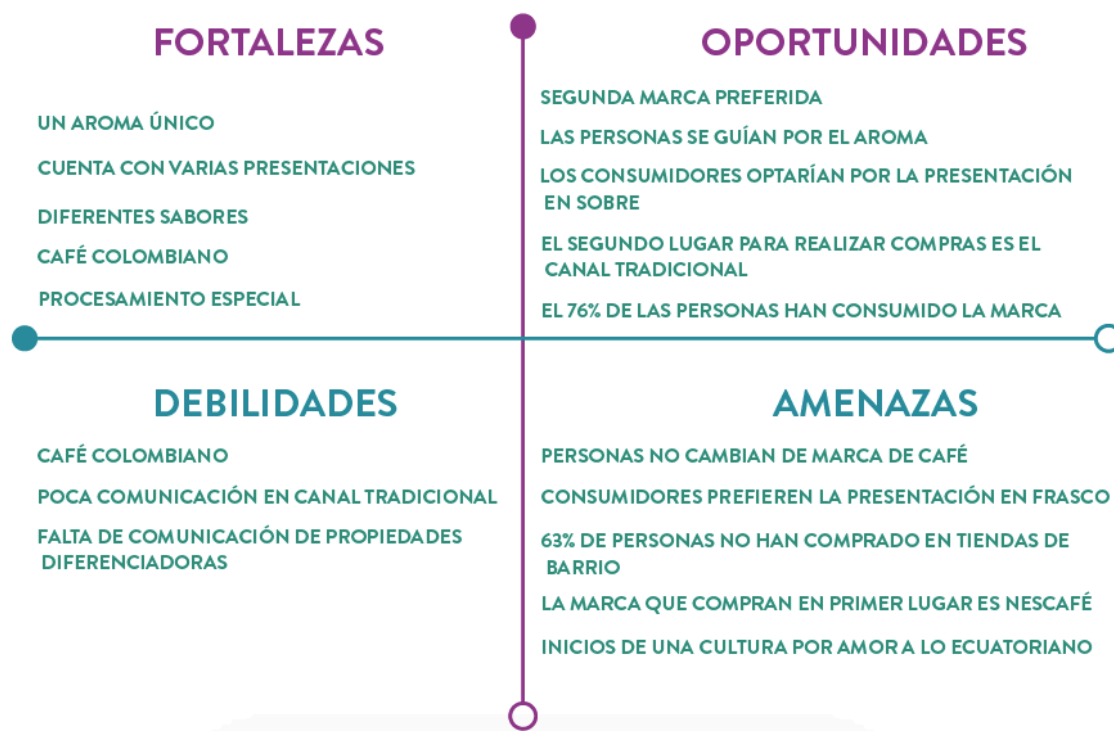 FORTALEZAS
UN AROMA ÚNICO
CUENTA CON VARIAS PRESENTACIONES
DIFERENTES SABORES
CAFÉ COLOMBIANO
PROCESAMIENTO ESPECIAL
OPORTUNIDADES
SEGUNDA MARCA PREFERIDA
LAS PERSONAS SE GUÍAN POR EL AROMA
LOS CONSUMIDORES OPTARÍAN POR LA PRESENTACIÓN
EN SOBRE
EL SEGUNDO LUGAR PARA REALIZAR COMPRAS ES EL
CANAL TRADICIONAL
EL 76% DE LAS PERSONAS HAN CONSUMIDO LA MARCA
DEBILIDADES
CAFÉ COLOMBIANO
POCA COMUNICACIÓN EN CANAL TRADICIONAL
FALTA DE COMUNICACIÓN DE PROPIEDADES
DIFERENCIADORAS
AMENAZAS
PERSONAS NO CAMBIAN DE MARCA DE CAFÉ
CONSUMIDORES PREFIEREN LA PRESENTACIÓN EN FRASCO
63% DE PERSONAS NO HAN COMPRADO EN TIENDAS DE
BARRIO
LA MARCA QUE COMPRAN EN PRIMER LUGAR ES NESCAFÉ
INICIOS DE UNA CULTURA POR AMOR A LO ECUATORIANO